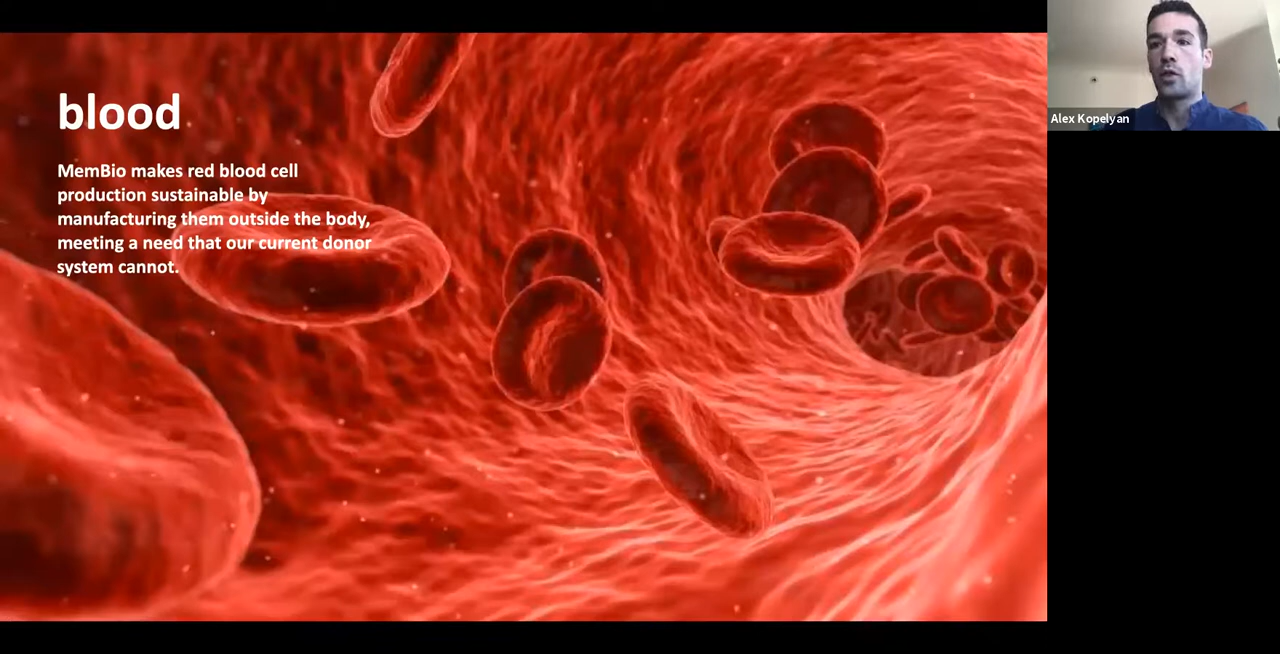 blood
MemBio makes red blood cell
production sustainable by
manufacturing them outside the body,
meeting a need that our current donor
system cannot.
Alex Kopelyan